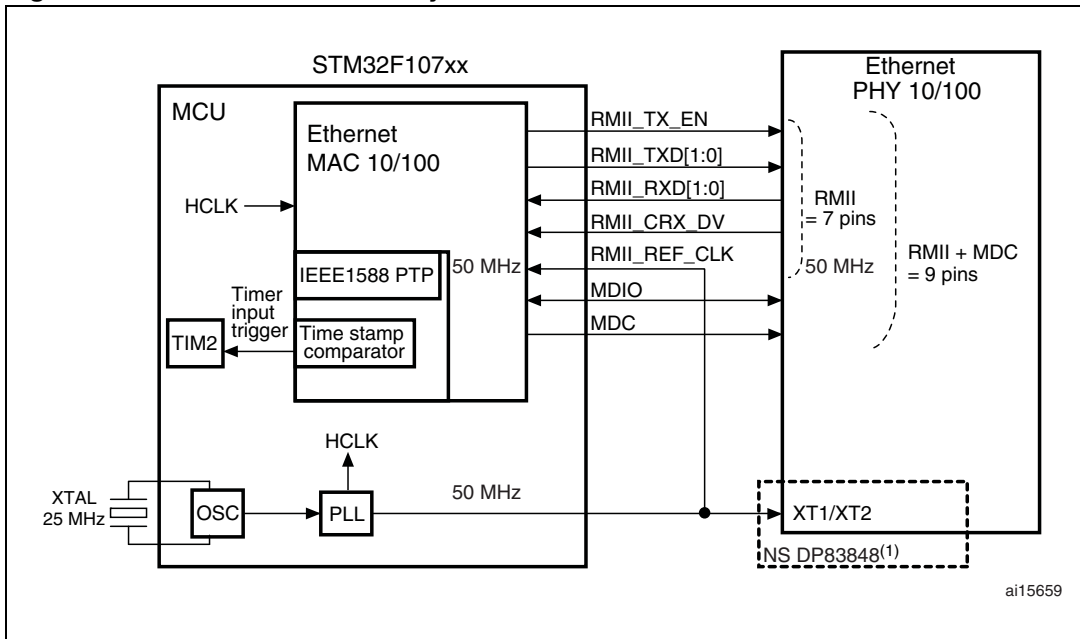 STM32F107xx
MCU
Ethernet
MAC 10/100
HCLK
IEEE1588 PTP
50 MHz
Timer
input
trigger
TIM2
Time stamp
comparator
HCLK
XTAL
25 MHz
OSC
PLL
50 MHz
RMII_TX_EN
RMII_TXD[1:0]
RMII_RXD[1:0]
RMII_CRX_DV
RMII_REF_CLK
MDIO
MDC
Ethernet
PHY 10/100
RMII
= 7 pins
50 MHz
RMII + MDC
= 9 pins
XT1/XT2
NS DP83848(1)
ai15659